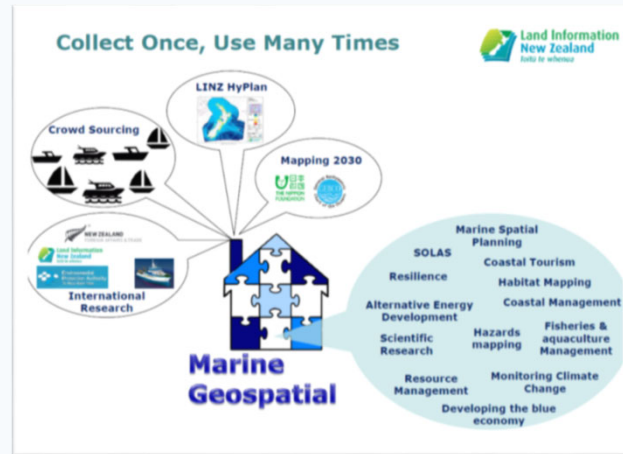 Collect Once, Use Many Times
Land Information
New Zealand
Toitū te whenua
LINZ HyPlan
Crowd Sourcing
Mapping 2030
THE NIPPON
FOUNDATION
NEW ZEALAND
Land Information
New Zealand
International
Research
Marine
Geospatial
Marine Spatial
Planning
SOLAS
Coastal Tourism
Resilience
Habitat Mapping
Alternative Energy
Development
Coastal Management
Scientific
Research
Hazards
mapping
Fisheries &
aquaculture
Management
Resource
Management
Monitoring Climate
Change
Developing the blue
economy